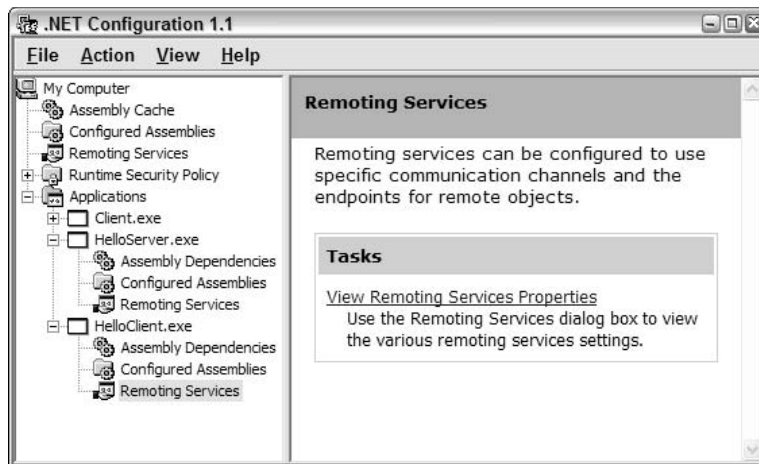 .NET Configuration 1.1
File Action View Help
My Computer
Assembly Cache
Configured Assemblies
Remoting Services
Runtime Security Policy
Applications
Client.exe
HelloServer.exe
Assembly Dependencies
Configured Assemblies
Remoting Services
HelloClient.exe
Assembly Dependencies
Configured Assemblies
Remoting Services
Remoting Services
Remoting services can be configured to use
specific communication channels and the
endpoints for remote objects.
Tasks
View Remoting Services Properties
Use the Remoting Services dialog box to view
the various remoting services settings.